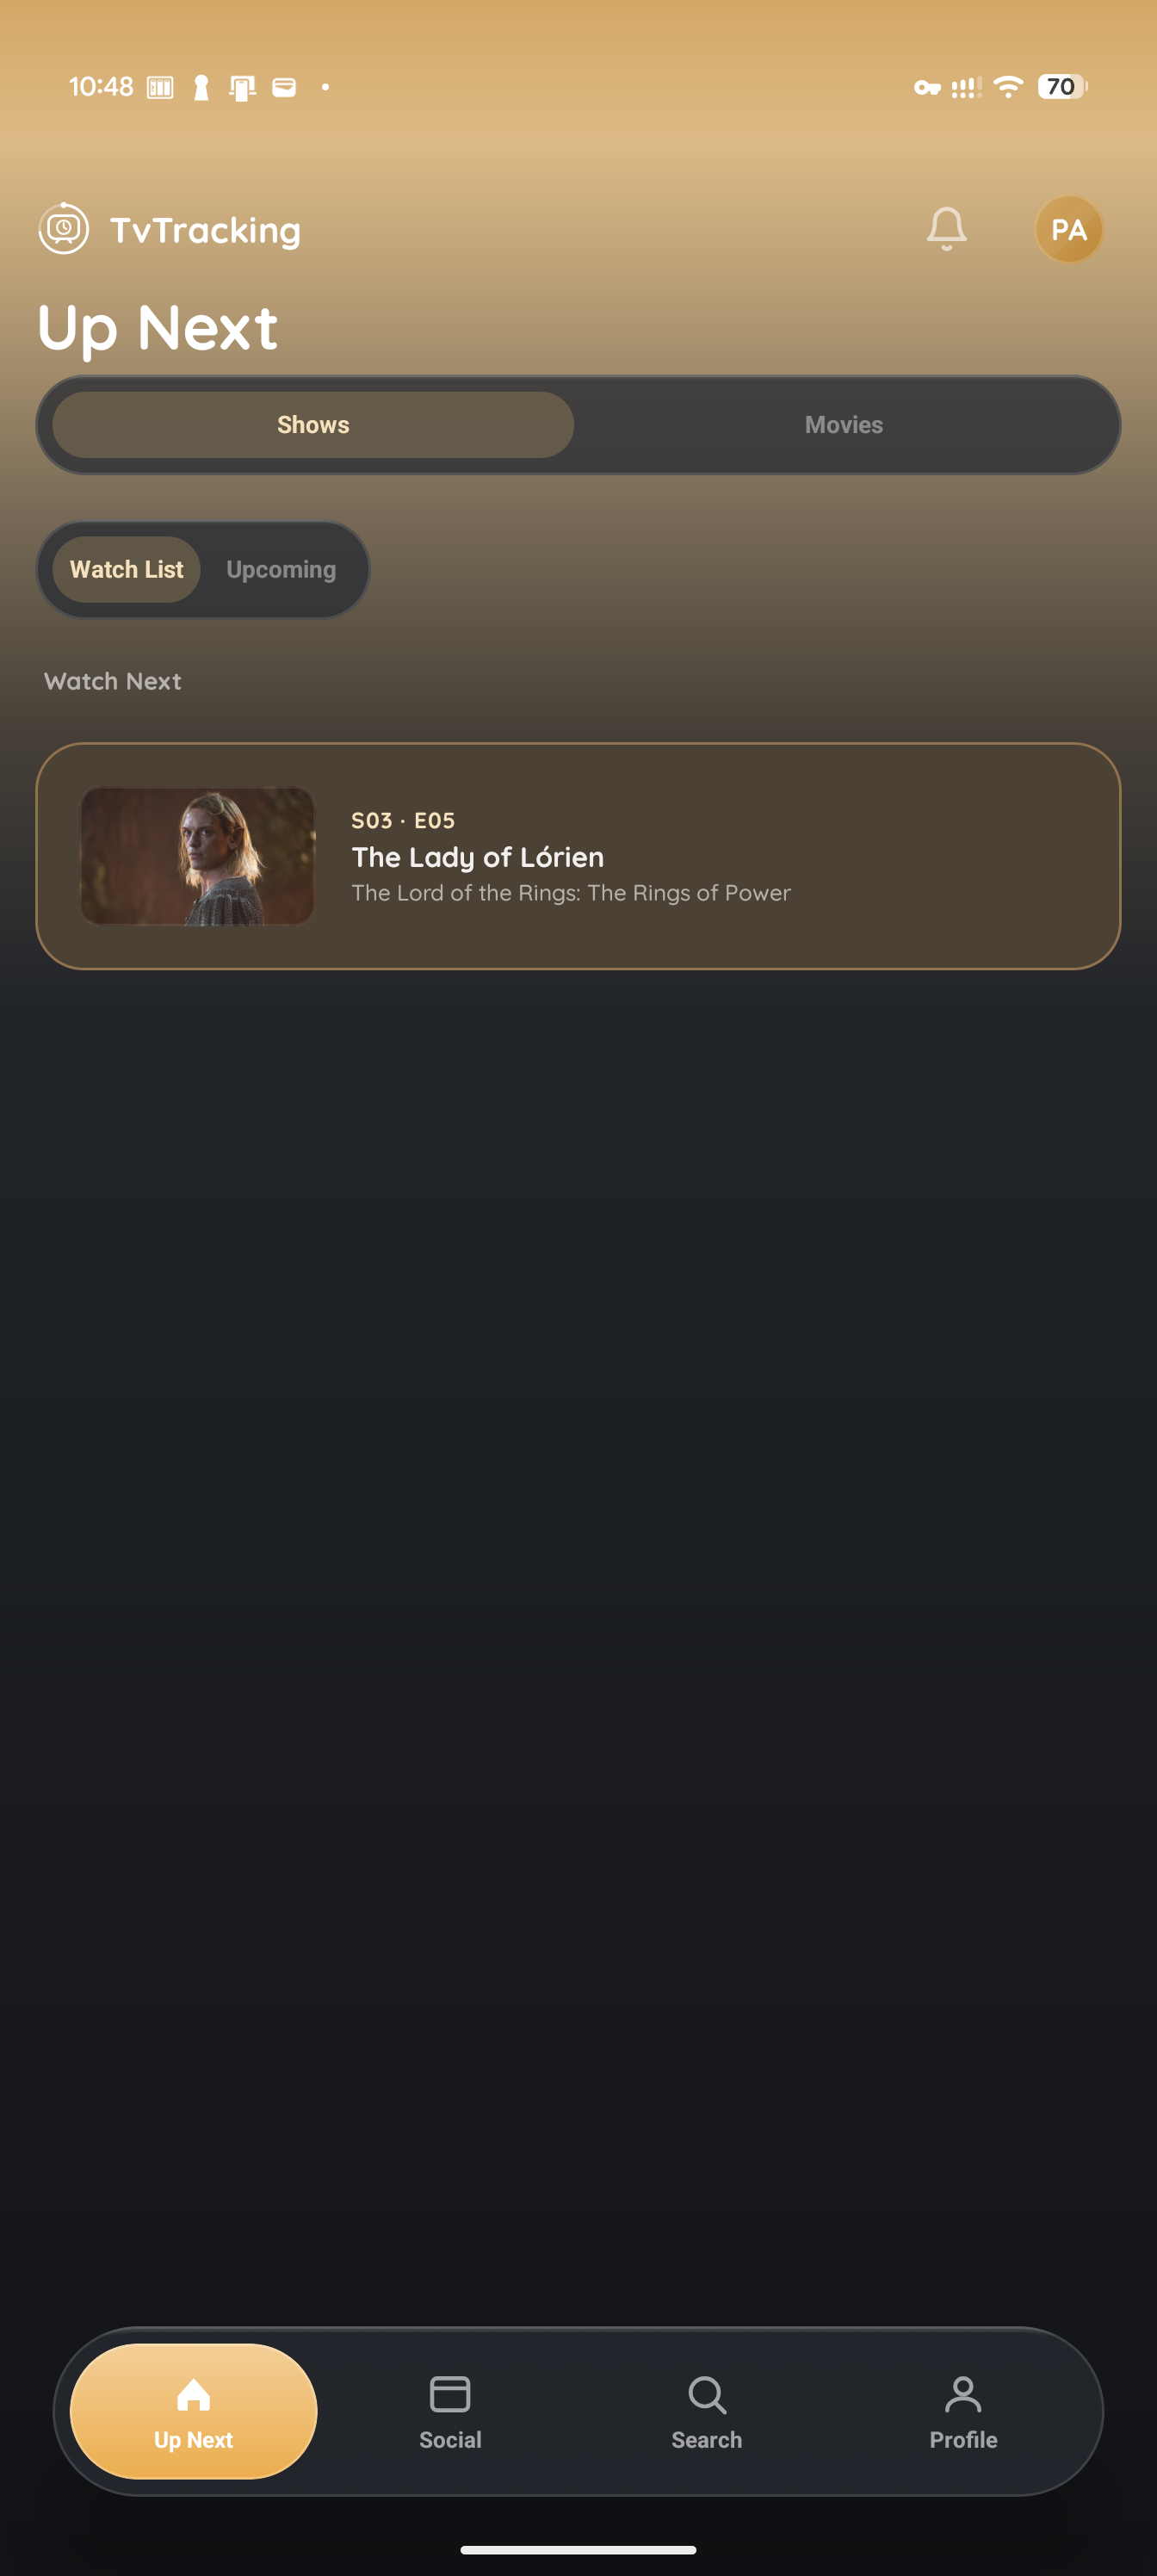 10:48
70
TvTracking
PA
Up Next
Shows
Movies
Watch List
Upcoming
Watch Next
S03 · E05
The Lady of Lórien
The Lord of the Rings: The Rings of Power
Up Next
Social
Search
Profile